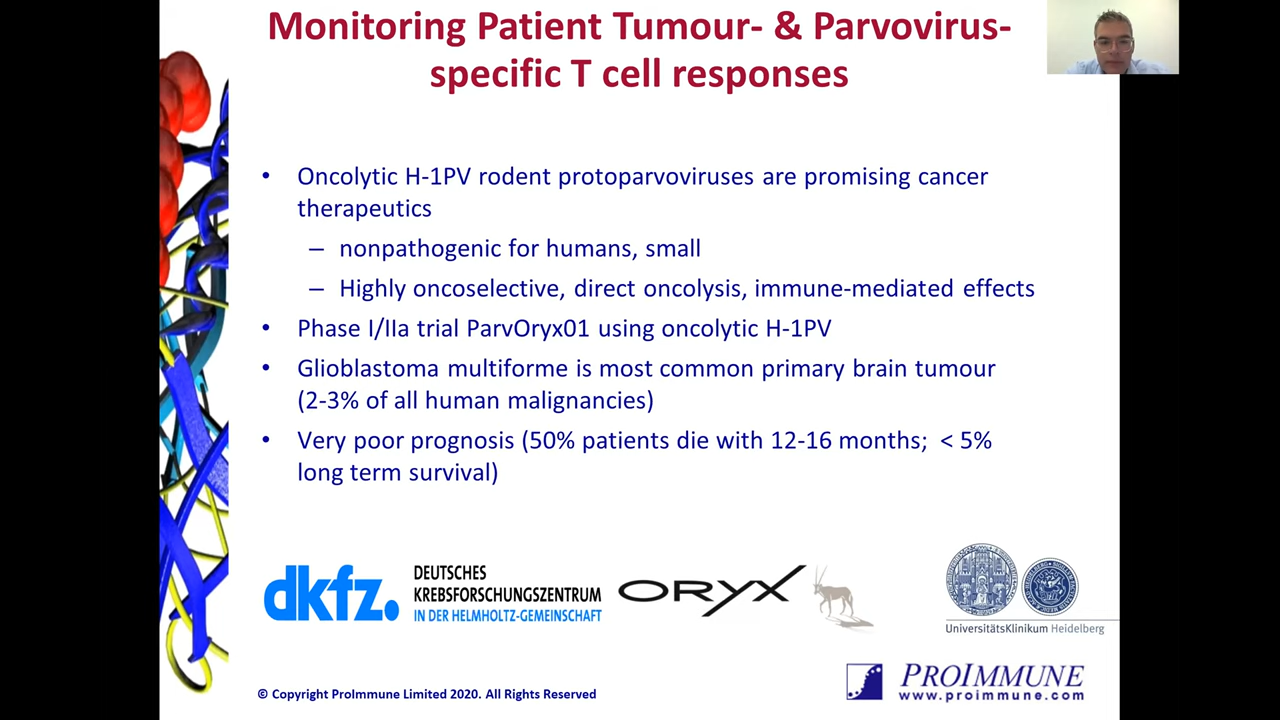 Monitoring Patient Tumour- & Parvovirus-
specific T cell responses
• Oncolytic H-1PV rodent protoparvoviruses are promising cancer
therapeutics
– nonpathogenic for humans, small
– Highly oncoselective, direct oncolysis, immune-mediated effects
• Phase I/IIa trial ParvOryx01 using oncolytic H-1PV
• Glioblastoma multiforme is most common primary brain tumour
(2-3% of all human malignancies)
• Very poor prognosis (50% patients die with 12-16 months;  < 5%
long term survival)
dkfz.
DEUTSCHES
KREBSFORSCHUNGSZENTRUM
IN DER HELMHOLTZ-GEMEINSCHAFT
ORYX
UniversitätsKlinikum Heidelberg
© Copyright ProImmune Limited 2020. All Rights Reserved
PROIMMUNE
www.proimmune.com